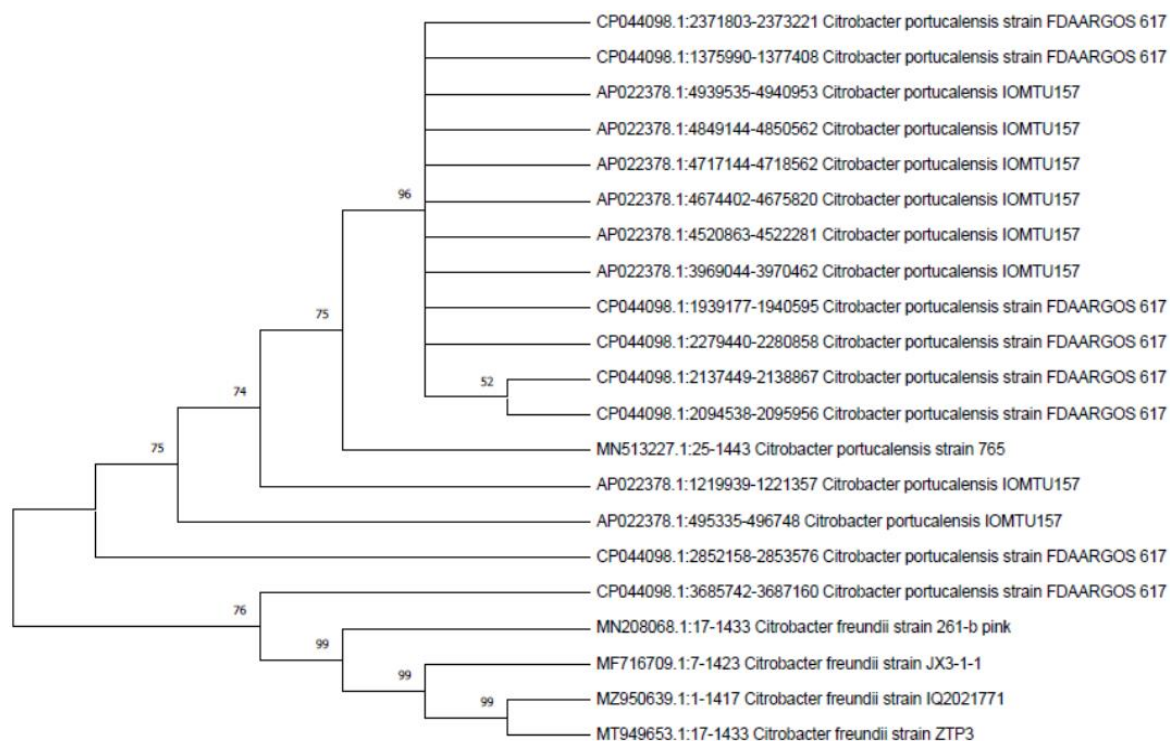 CP044098.1:2371803-2373221 Citrobacter portucalensis strain FDAARGOS 617
CP044098.1:1375990-1377408 Citrobacter portucalensis strain FDAARGOS 617
AP022378.1:4939535-4940953 Citrobacter portucalensis IOMTU157
AP022378.1:4849144-4850562 Citrobacter portucalensis IOMTU157
AP022378.1:4717144-4718562 Citrobacter portucalensis IOMTU157
96
AP022378.1:4674402-4675820 Citrobacter portucalensis IOMTU157
AP022378.1:4520863-4522281 Citrobacter portucalensis IOMTU157
AP022378.1:3969044-3970462 Citrobacter portucalensis IOMTU157
75
CP044098.1:1939177-1940595 Citrobacter portucalensis strain FDAARGOS 617
CP044098.1:2279440-2280858 Citrobacter portucalensis strain FDAARGOS 617
52
CP044098.1:2137449-2138867 Citrobacter portucalensis strain FDAARGOS 617
74
CP044098.1:2094538-2095956 Citrobacter portucalensis strain FDAARGOS 617
75
MN513227.1:25-1443 Citrobacter portucalensis strain 765
AP022378.1:1219939-1221357 Citrobacter portucalensis IOMTU157
AP022378.1:495335-496748 Citrobacter portucalensis IOMTU157
CP044098.1:2852158-2853576 Citrobacter portucalensis strain FDAARGOS 617
CP044098.1:3685742-3687160 Citrobacter portucalensis strain FDAARGOS 617
76
MN208068.1:17-1433 Citrobacter freundii strain 261-b pink
99
MF716709.1:7-1423 Citrobacter freundii strain JX3-1-1
99
MZ950639.1:1-1417 Citrobacter freundii strain IQ2021771
99
MT949653.1:17-1433 Citrobacter freundii strain ZTP3